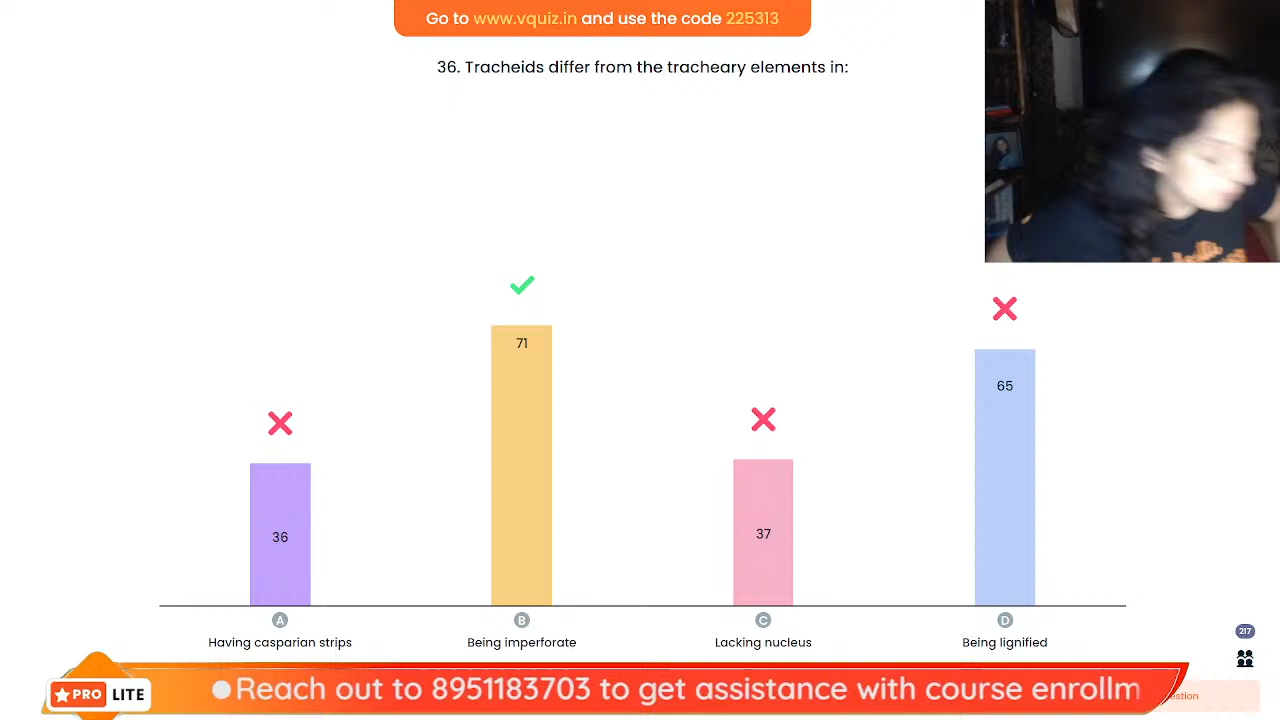 Go to www.vquiz.in and use the code 225313
36. Tracheids differ from the tracheary elements in:
71
65
36
37
A
B
C
D
Having casparian strips
Being imperforate
Lacking nucleus
Being lignified
217
PRO LITE
Reach out to 8951183703 to get assistance with course enrollm